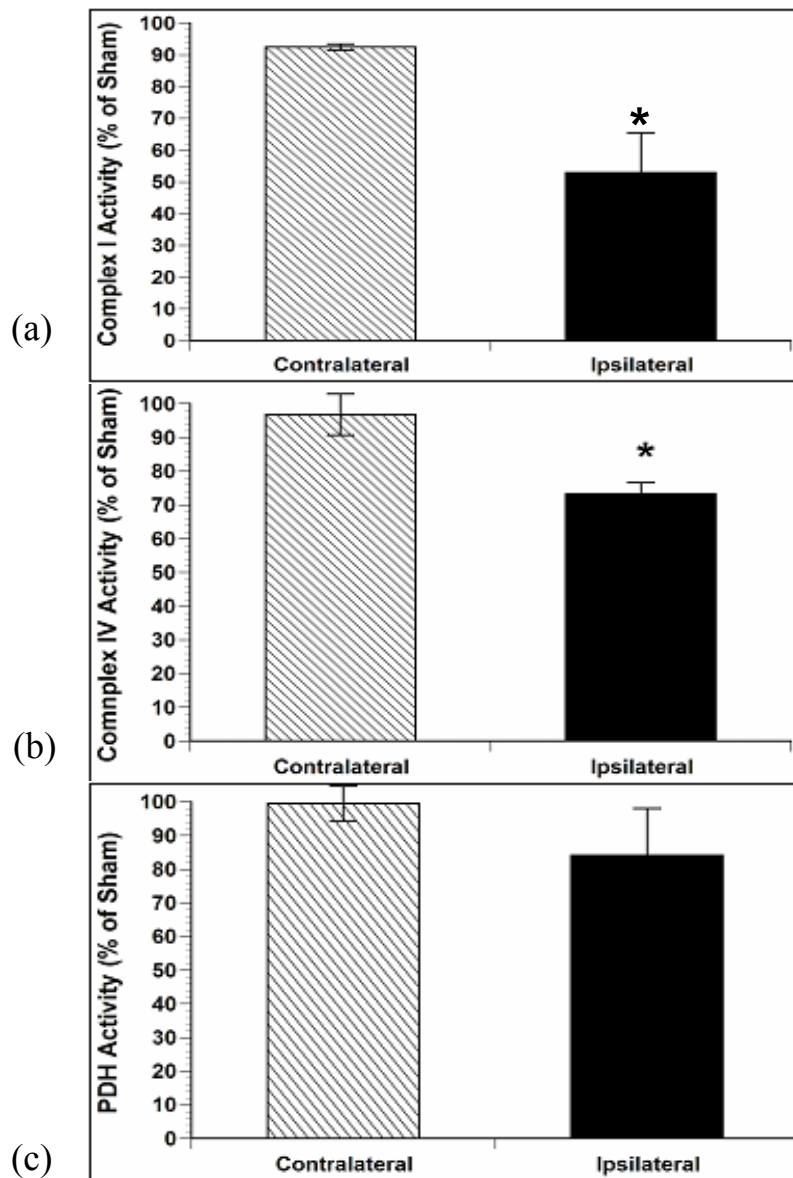 Complex I Activity (% of Sham)
100
90
80
70
60
50
40
30
20
10
0
*
Contralateral
Ipsilateral
(a)
Comnplex IV Activity (% of Sham)
100
90
80
70
60
50
40
30
20
10
0
*
Contralateral
Ipsilateral
(b)
PDH Activity (% of Sham)
100
90
80
70
60
50
40
30
20
10
0
Contralateral
Ipsilateral
(c)